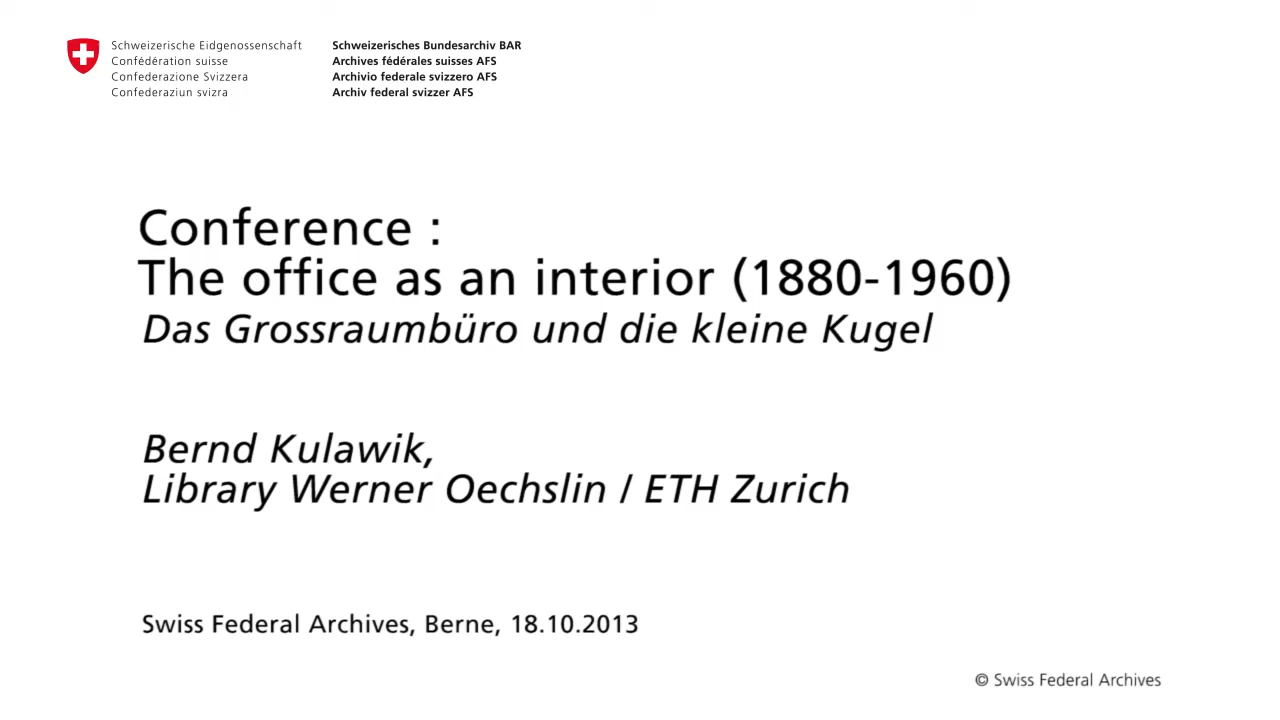 Schweizerische Eidgenossenschaft
Confédération suisse
Confederazione Svizzera
Confederaziun svizra
Schweizerisches Bundesarchiv BAR
Archives fédérales suisses AFS
Archivio federale svizzero AFS
Archiv federal svizzer AFS
Conference :
The office as an interior (1880-1960)
Das Grossraumbüro und die kleine Kugel
Bernd Kulawik,
Library Werner Oechslin / ETH Zurich
Swiss Federal Archives, Berne, 18.10.2013
© Swiss Federal Archives